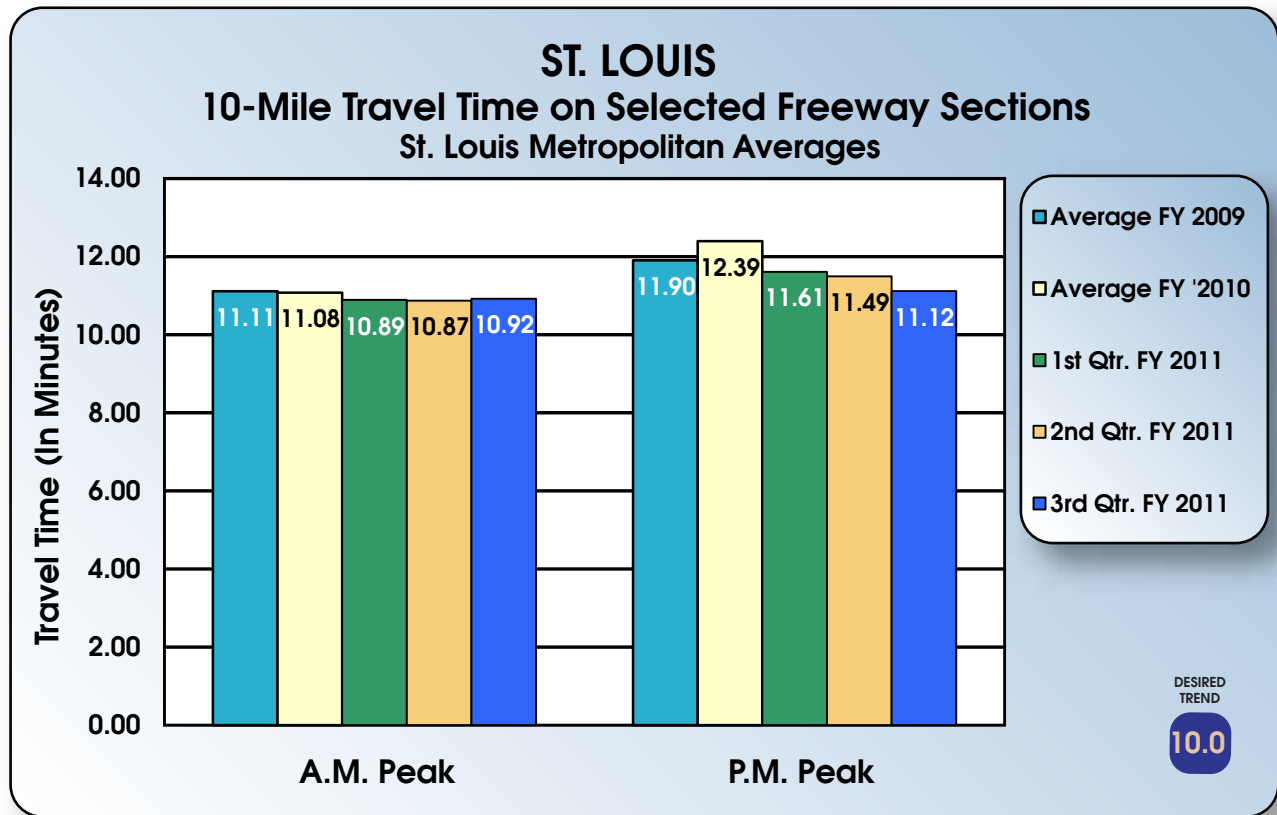 ST. LOUIS
10-Mile Travel Time on Selected Freeway Sections
St. Louis Metropolitan Averages
Travel Time (In Minutes)
14.00
12.00
10.00
8.00
6.00
4.00
2.00
0.00
11.11
11.08
10.89
10.87
10.92
11.90
12.39
11.61
11.49
11.12
A.M. Peak
P.M. Peak
Average FY 2009
Average FY '2010
1st Qtr. FY 2011
2nd Qtr. FY 2011
3rd Qtr. FY 2011
DESIRED
TREND
10.0